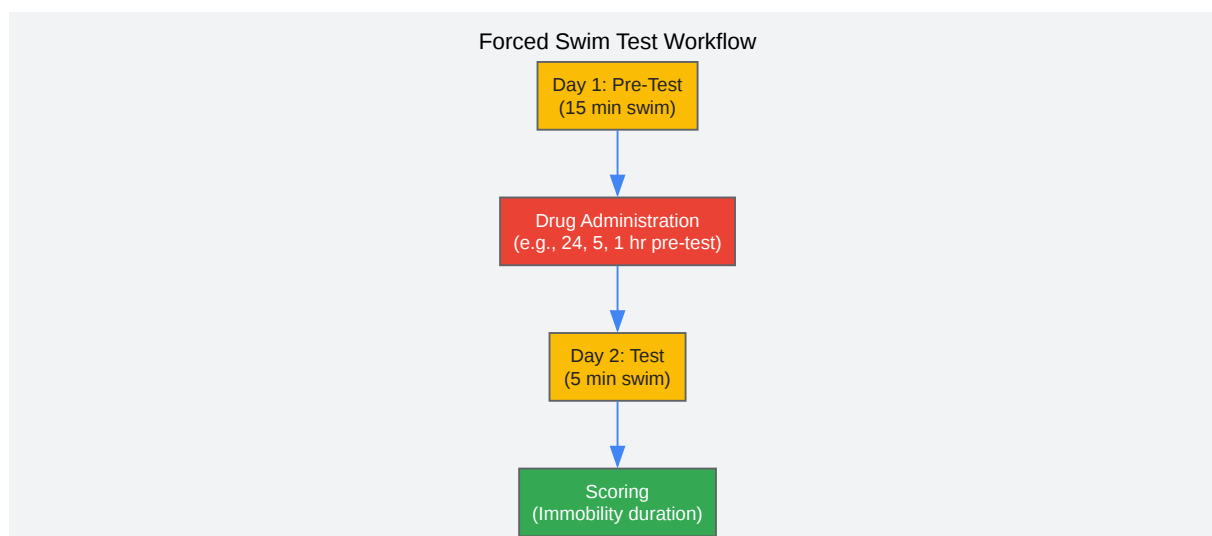 Forced Swim Test Workflow
Day 1: Pre-Test
(15 min swim)
Drug Administration
(e.g., 24, 5, 1 hr pre-test)
Day 2: Test
(5 min swim)
Scoring
(Immobility duration)